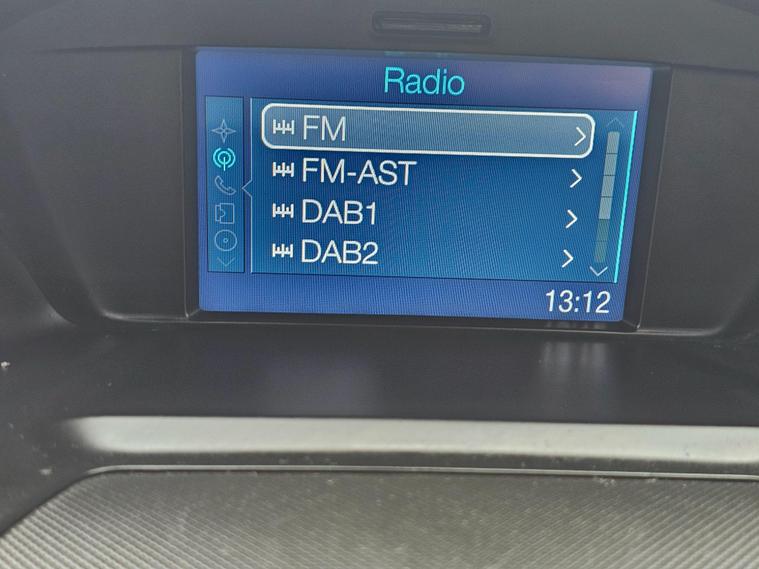 Radio
FM
FM-AST
DAB1
DAB2
13:12